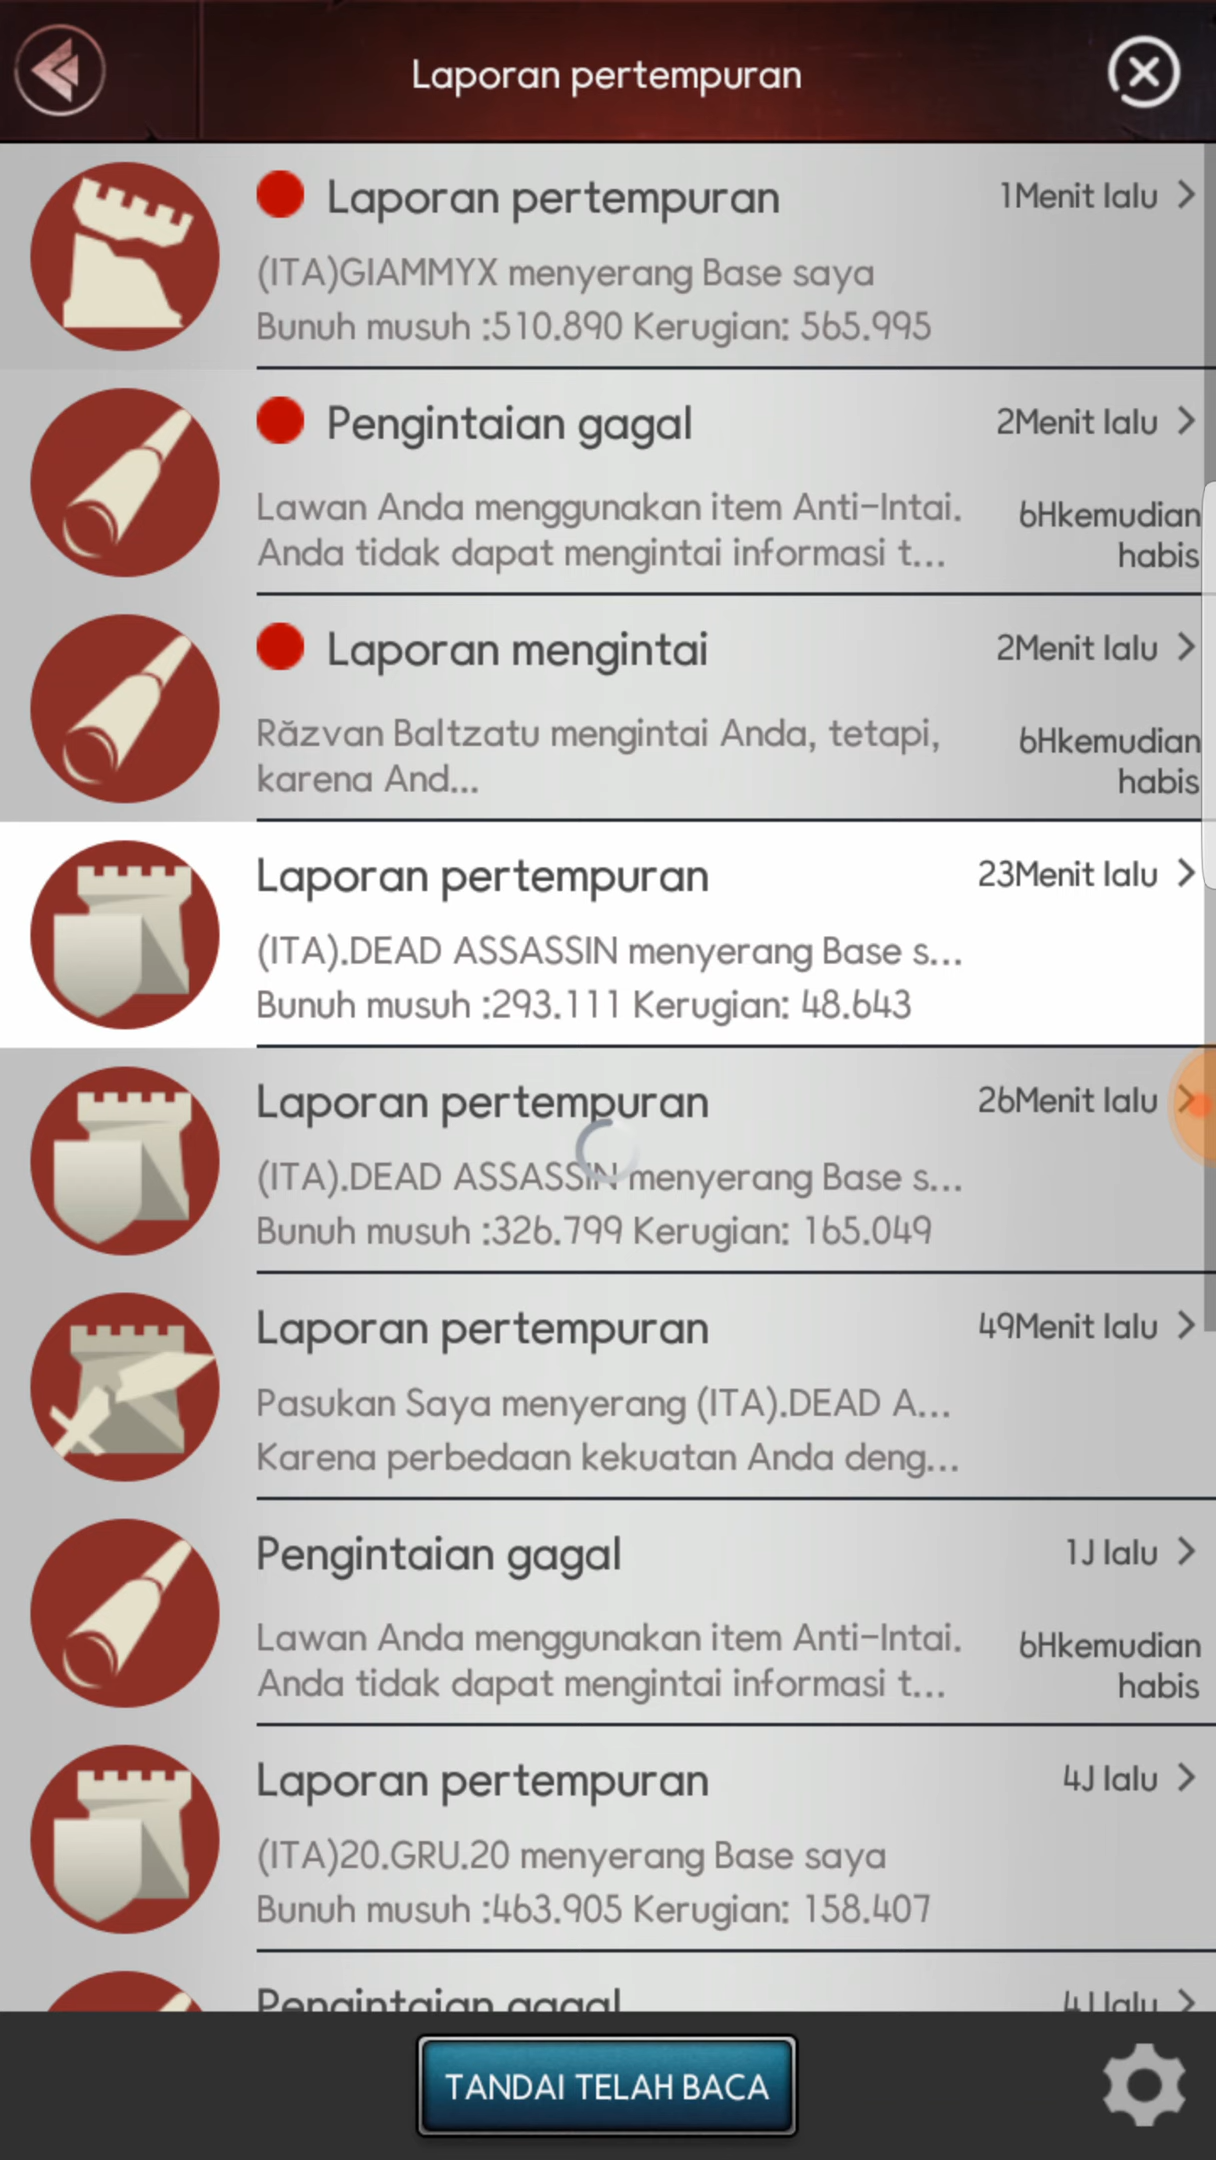 Laporan pertempuran
Laporan pertempuran
1Menit lalu
(ITA)GIAMMYX menyerang Base saya
Bunuh musuh :510.890 Kerugian: 565.995
Pengintaian gagal
2Menit lalu
Lawan Anda menggunakan item Anti-Intai.
Anda tidak dapat mengintai informasi t...
6Hkemudian
habis
Laporan mengintai
2Menit lalu
Răzvan Baltzatu mengintai Anda, tetapi,
karena And...
6Hkemudian
habis
Laporan pertempuran
23Menit lalu
(ITA).DEAD ASSASSIN menyerang Base s...
Bunuh musuh :293.111 Kerugian: 48.643
Laporan pertempuran
26Menit lalu
(ITA).DEAD ASSASSIN menyerang Base s...
Bunuh musuh :326.799 Kerugian: 165.049
Laporan pertempuran
49Menit lalu
Pasukan Saya menyerang (ITA).DEAD A...
Karena perbedaan kekuatan Anda deng...
Pengintaian gagal
1J lalu
Lawan Anda menggunakan item Anti-Intai.
Anda tidak dapat mengintai informasi t...
6Hkemudian
habis
Laporan pertempuran
4J lalu
(ITA)20.GRU.20 menyerang Base saya
Bunuh musuh :463.905 Kerugian: 158.407
Pengintaian gagal
4J lalu
TANDAI TELAH BACA